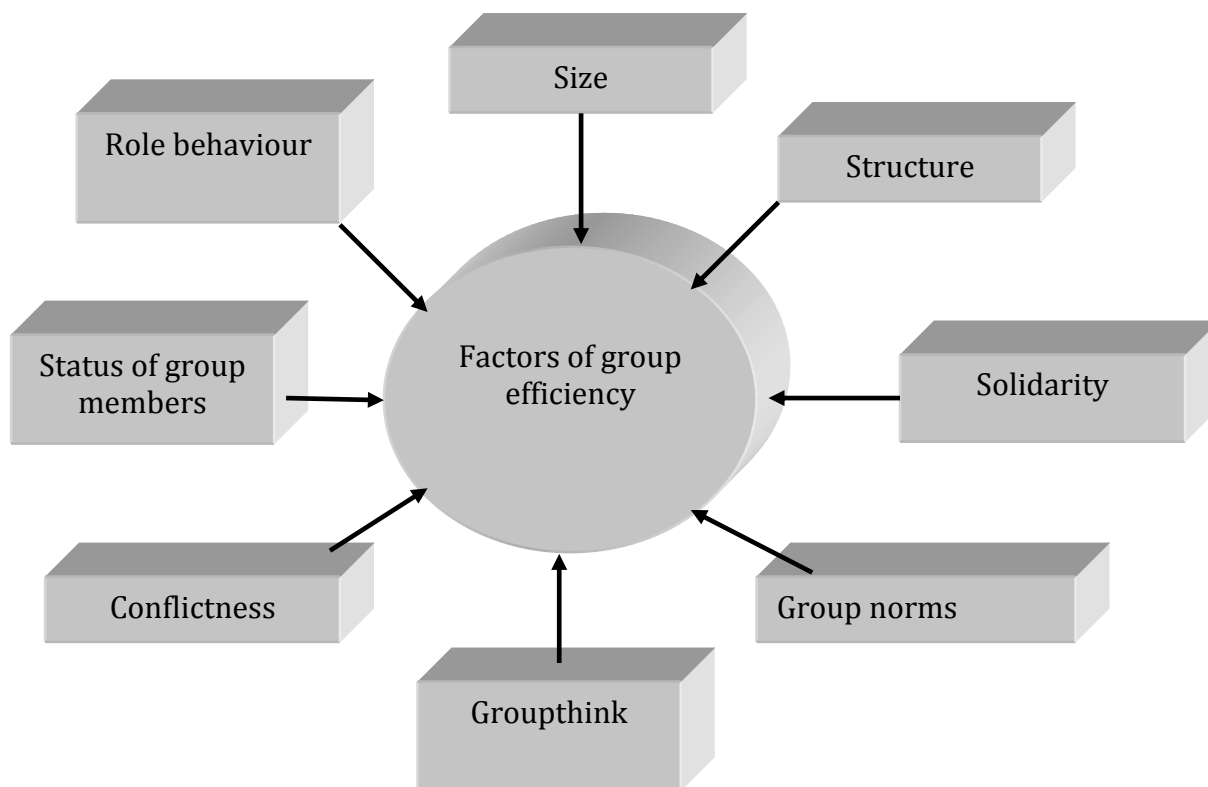 Size
Role behaviour
Structure
Factors of group
efficiency
Status of group
members
Solidarity
Conflictness
Group norms
Groupthink